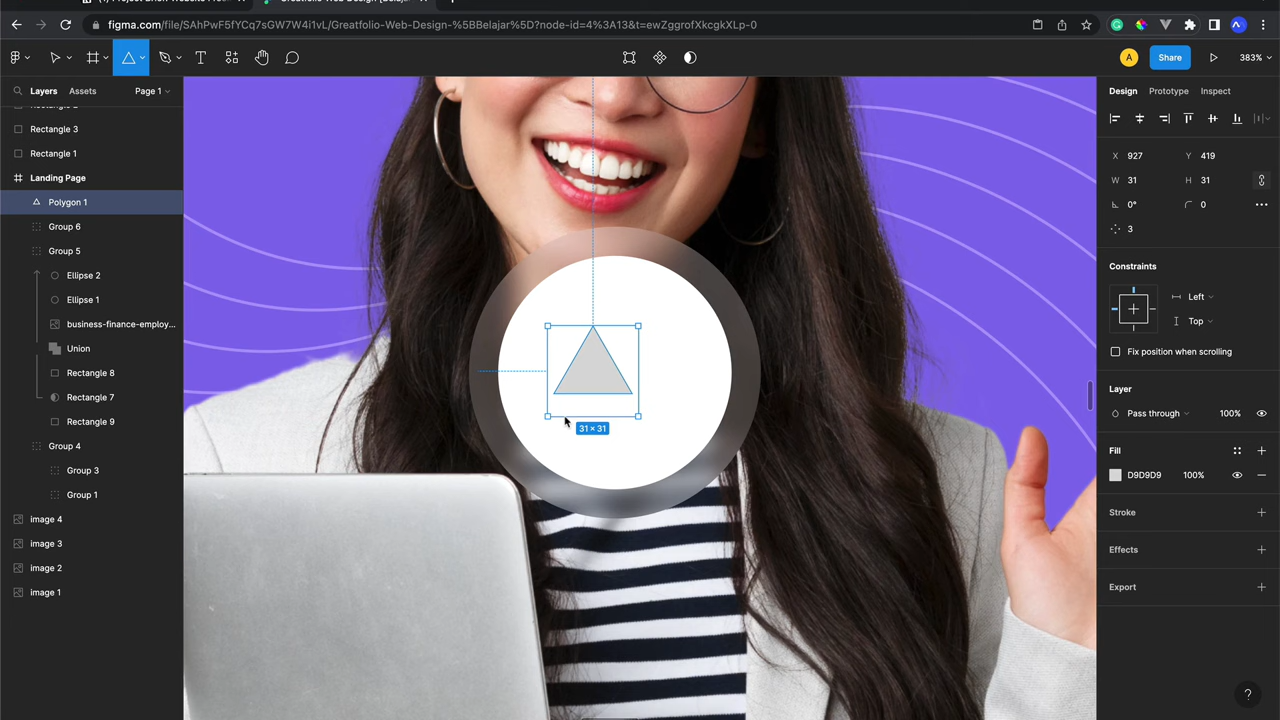 figma.com/file/SAhPwF5fYCq7sGW7W4i1vL/Greatfolio-Web-Design-%5BBelajar%5D?node-id=4%3A13&t=ewZggrofXkcgkXLp-0
A
Share
383%
Layers
Assets
Page 1
Rectangle 3
Rectangle 1
Landing Page
Polygon 1
Group 6
Group 5
Ellipse 2
Ellipse 1
business-finance-employ...
Union
Rectangle 8
Rectangle 7
Rectangle 9
Group 4
Group 3
Group 1
image 4
image 3
image 2
image 1
31 × 31
Design
Prototype
Inspect
X 927 Y 419
W 31 H 31
0° 0
3
Constraints
Left
Top
Fix position when scrolling
Layer
Pass through 100%
Fill
D9D9D9 100%
Stroke
Effects
Export
?